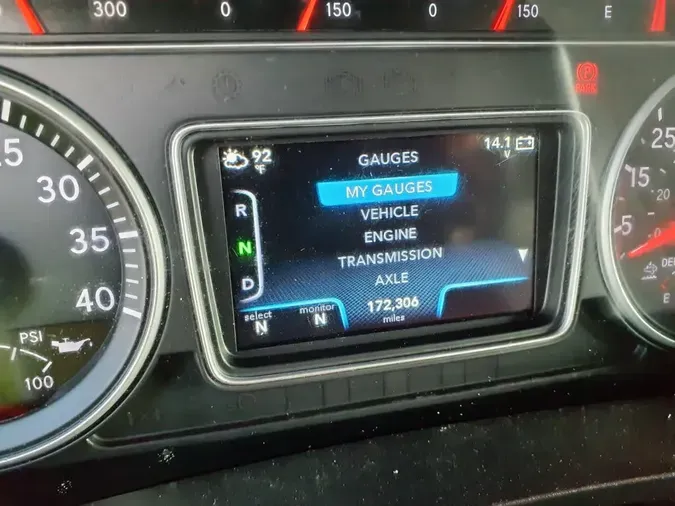 300 0 150 0 150 E
92 °F
GAUGES
14.1 V
MY GAUGES
VEHICLE
ENGINE
TRANSMISSION
AXLE
172,306
miles
R
N
D
select
N
monitor
N
25
30
35
40
PSI
100
PARK
25
20
15
5
E